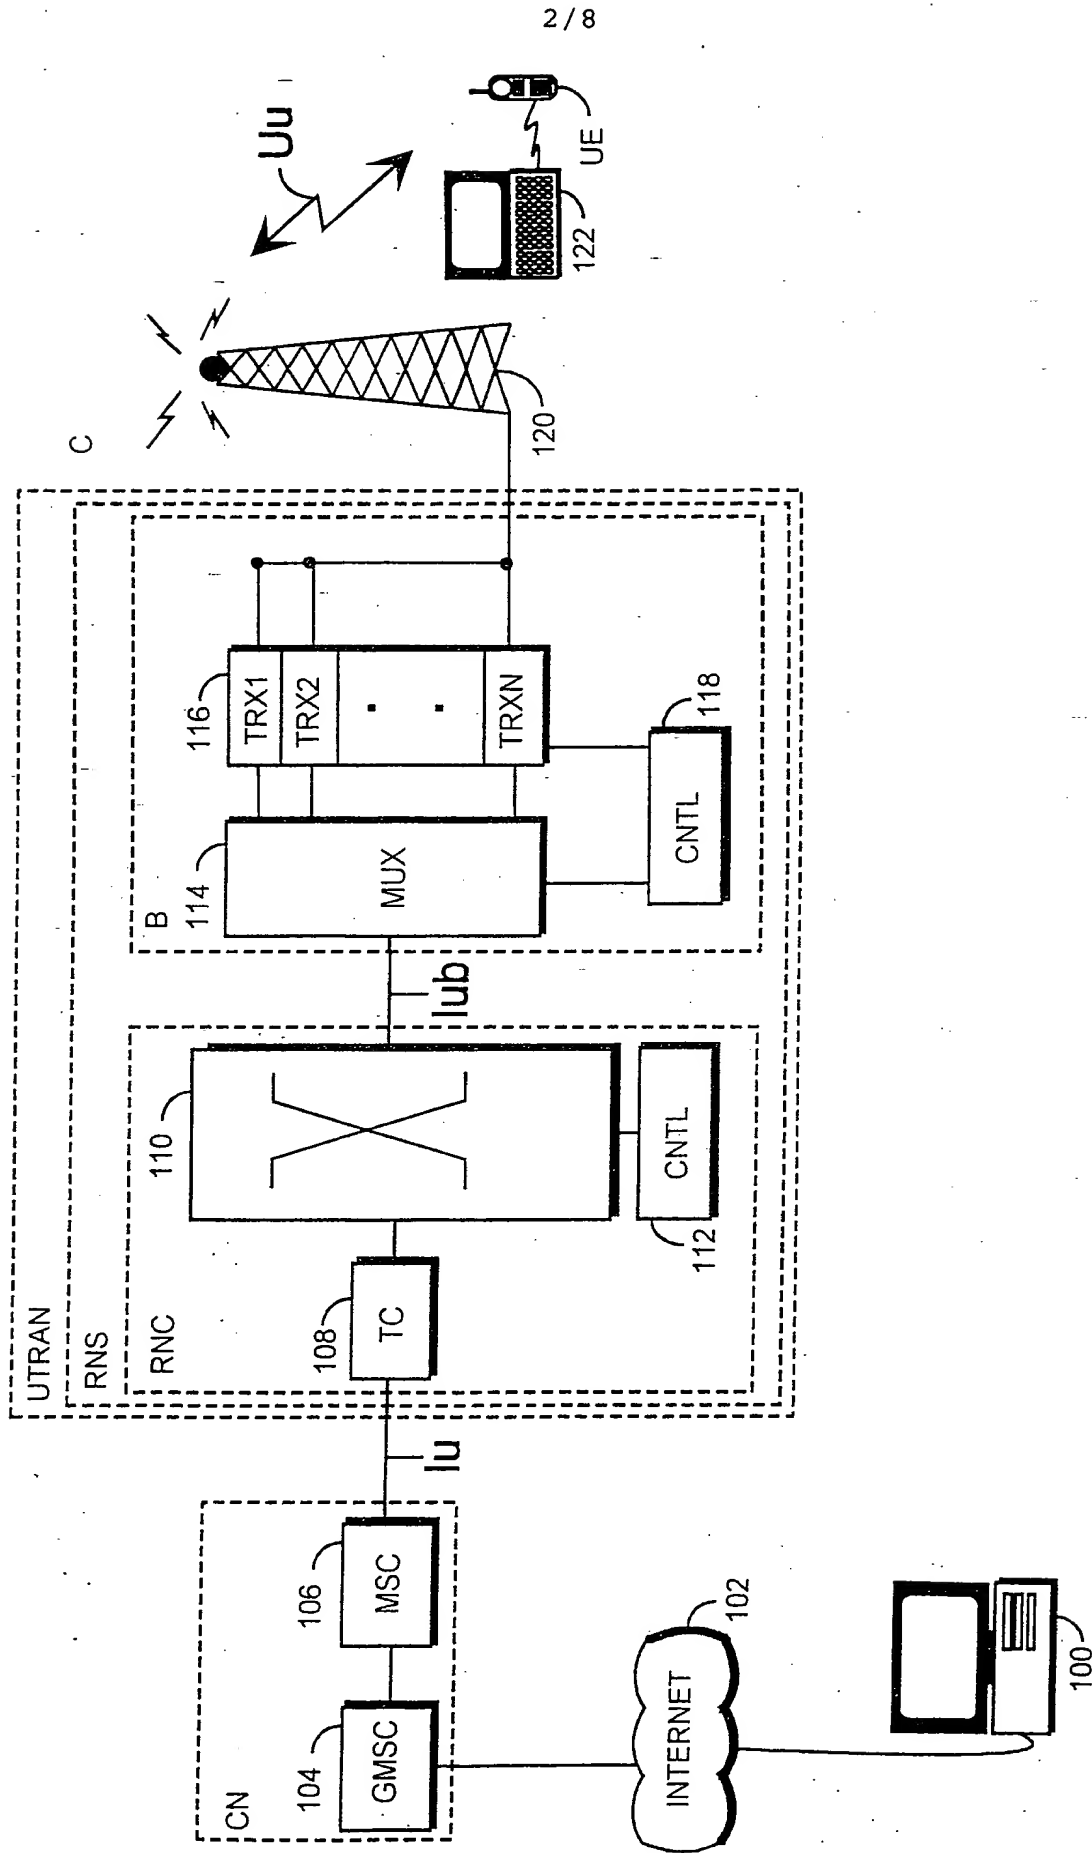 2/8
UTRAN
RNS
RNC
B
C
CN
GMSC
104
MSC
106
Iu
TC
108
110
CNTL
112
Iub
MUX
114
TRX1
TRX2
TRXN
116
CNTL
118
120
Uu
122
UE
INTERNET
102
100